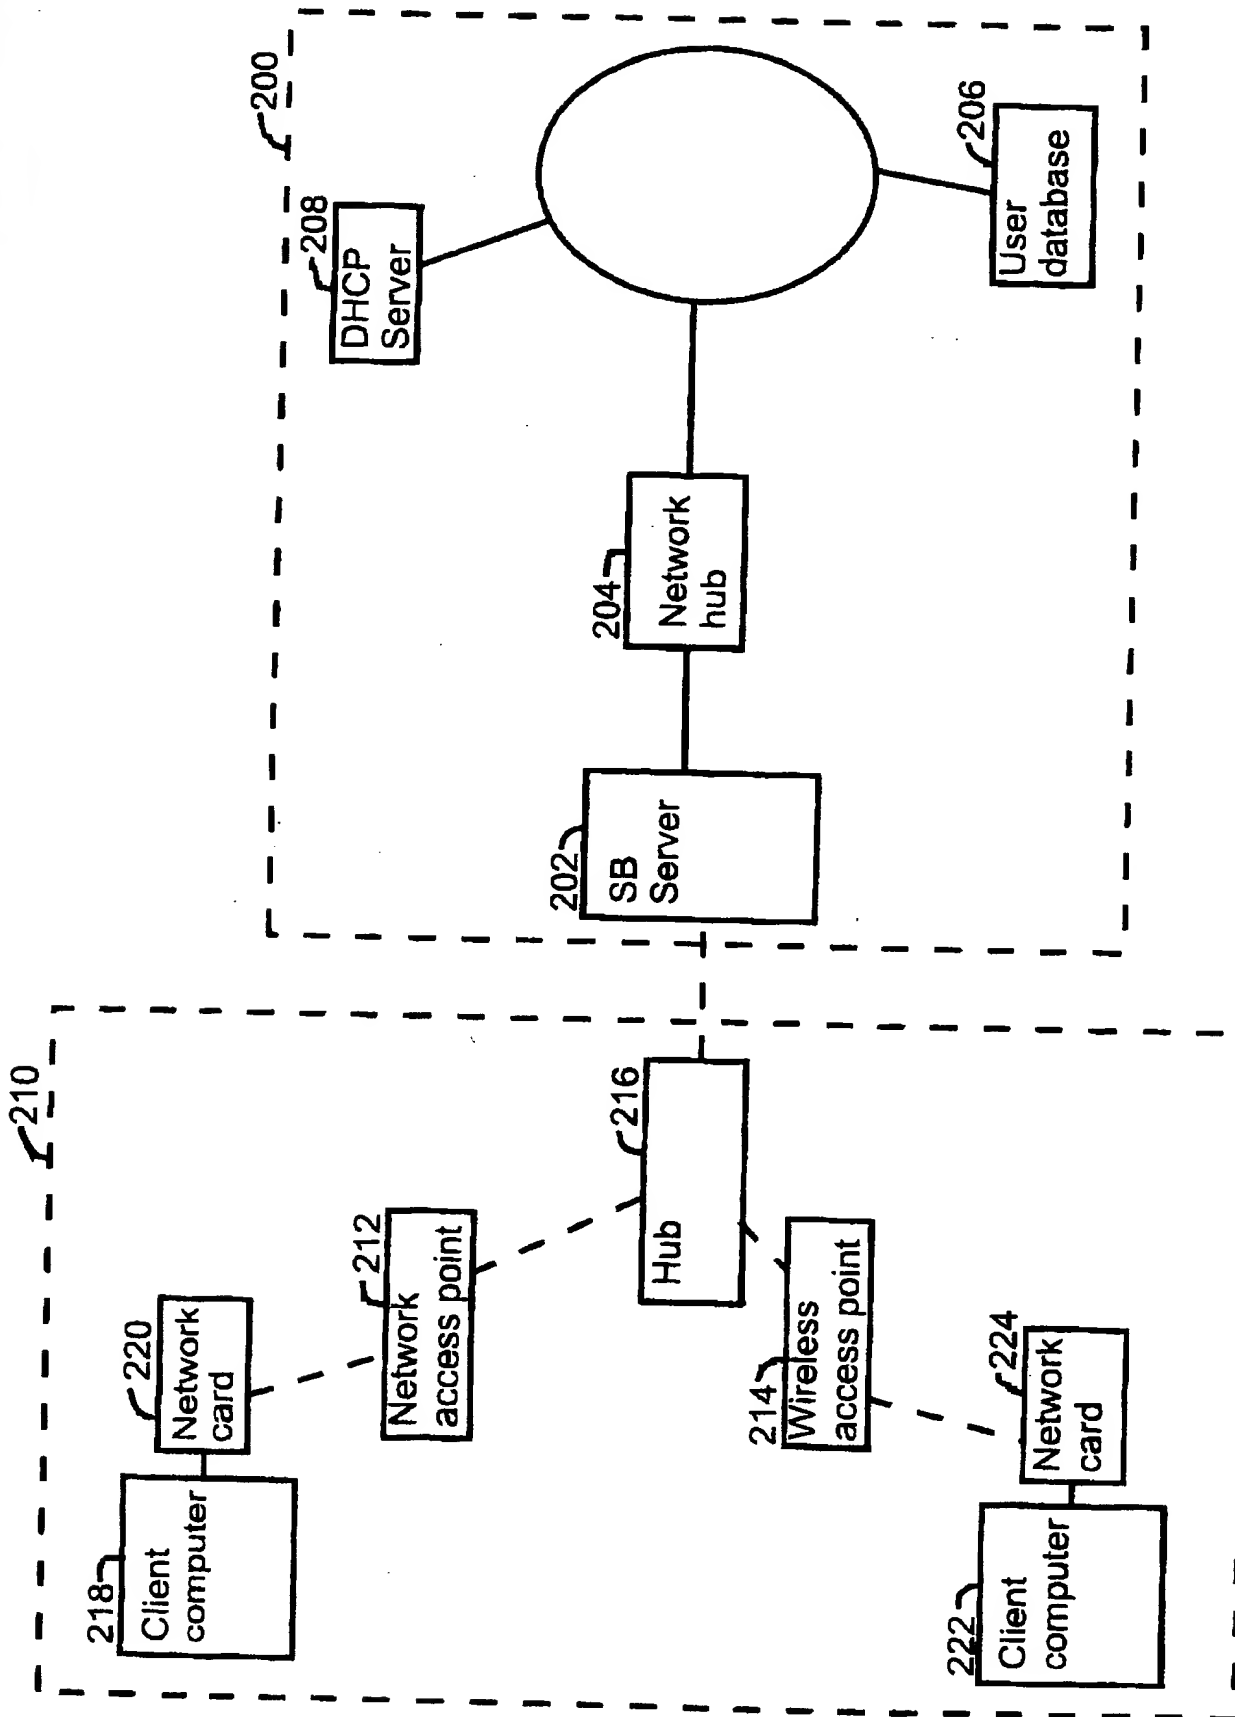 210
200
218
Client
computer
220
Network
card
212
Network
access point
216
Hub
214
Wireless
access point
222
Client
computer
224
Network
card
202
SB
Server
204
Network
hub
208
DHCP
Server
206
User
database